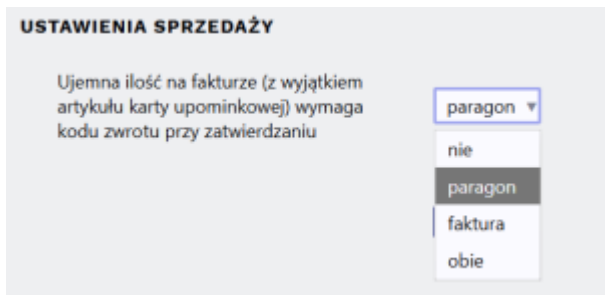 USTAWIENIA SPRZEDAŻY
Ujemna ilość na fakturze (z wyjątkiem
artykułu karty upominkowej) wymaga
kodu zwrotu przy zatwierdzaniu
paragon
nie
paragon
faktura
obie